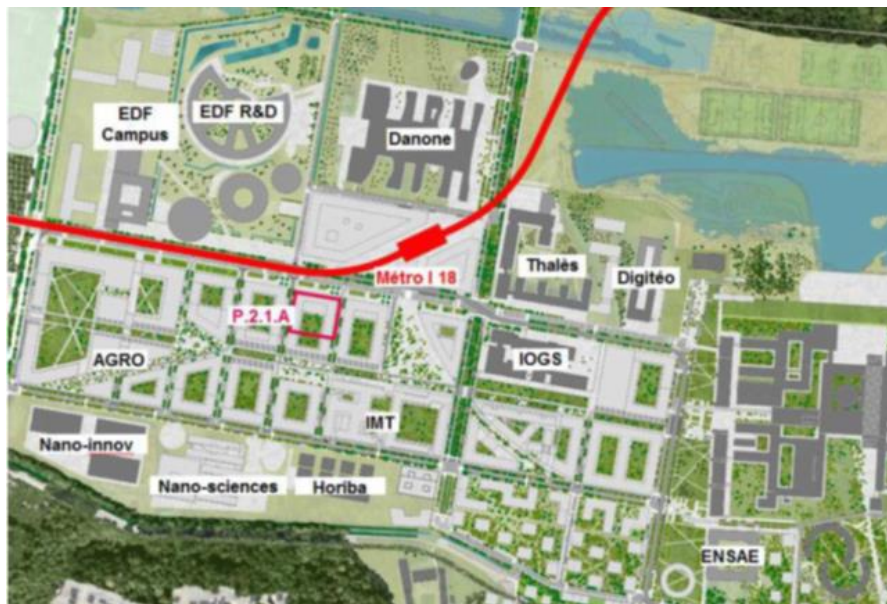 EDF
Campus
EDF R&D
Danone
Thalès
Digitéo
Métro l 18
P.2.1.A
AGRO
IOGS
IMT
Nano-innov
Nano-sciences
Horiba
ENSAE